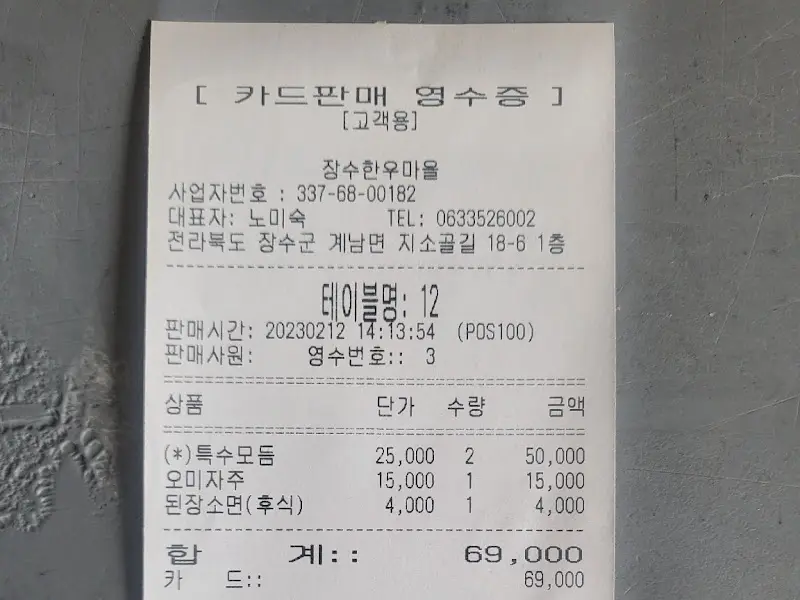 [ 카드판매 영수증 ]
[고객용]
장수한우마을
사업자번호 : 337-68-00182
대표자: 노미숙 TEL: 0633526002
전라북도 장수군 계남면 지소골길 18-6 1층
테이블명: 12
판매시간: 20230212 14:13:54 (POS100)
판매사원: 영수번호:: 3
상품 단가 수량 금액
(*)특수모듬 25,000 2 50,000
오미자주 15,000 1 15,000
된장소면(후식) 4,000 1 4,000
합 계:: 69,000
카 드:: 69,000